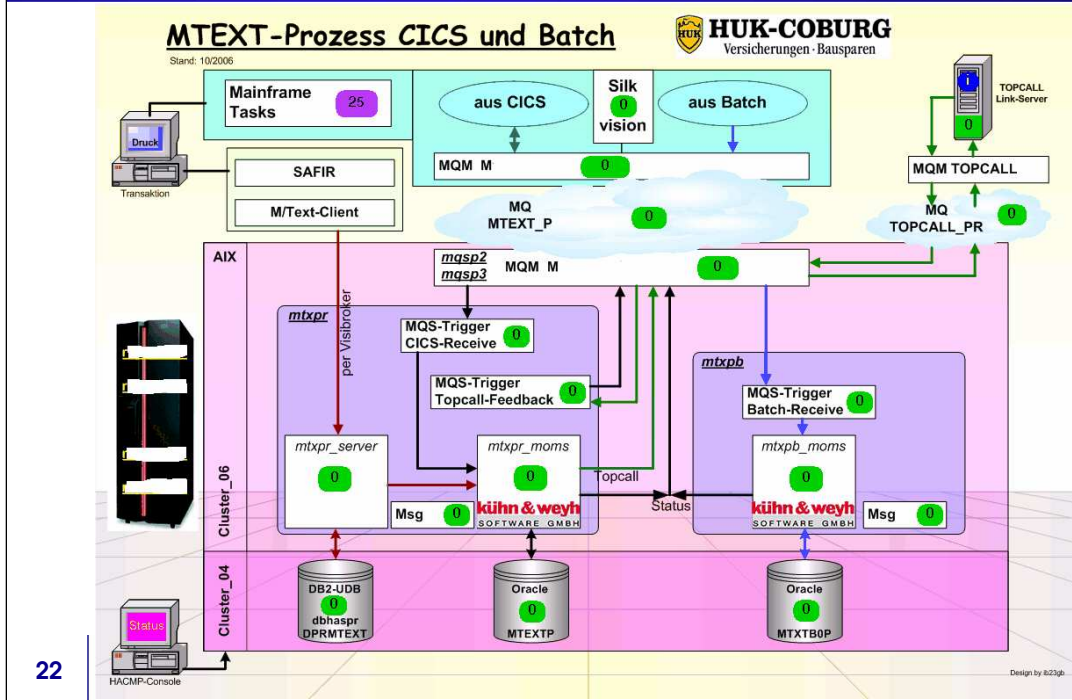 MTEXT-Prozess CICS und Batch
HUK
HUK-COBURG
Versicherungen · Bausparen
Stand: 10/2006
Mainframe
Tasks
25
aus CICS
Silk
0
vision
aus Batch
i
0
TOPCALL
Link-Server
Druck
Transaktion
SAFIR
M/Text-Client
MQM M
0
MQM TOPCALL
MQ
MTEXT_P
0
MQ
TOPCALL_PR
0
AIX
mqsp2
mqsp3
MQM M
0
mtxpr
per Visibroker
MQS-Trigger
CICS-Receive
0
MQS-Trigger
Topcall-Feedback
0
mtxpb
MQS-Trigger
Batch-Receive
0
mtxpr_server
0
mtxpr_moms
0
kühn & weyh
SOFTWARE GMBH
Msg
0
Topcall
Status
mtxpb_moms
0
kühn & weyh
SOFTWARE GMBH
Msg
0
Cluster_06
Cluster_04
DB2-UDB
0
dbhaspr
DPRMTEXT
Oracle
0
MTEXTP
Oracle
0
MTXTB0P
Status
HACMP-Console
22
Design by ib23gb